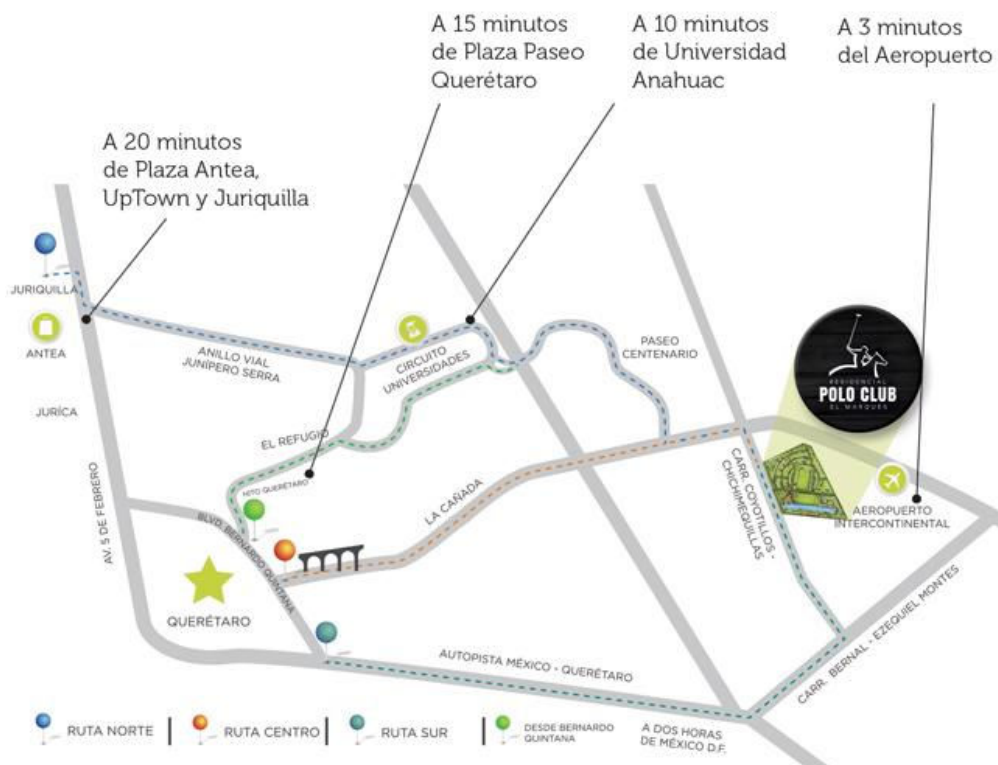 A 15 minutos
de Plaza Paseo
Querétaro
A 10 minutos
de Universidad
Anahuac
A 3 minutos
del Aeropuerto
A 20 minutos
de Plaza Antea,
UpTown y Juriquilla
JURIQUILLA
ANTEA
ANILLO VIAL
JUNÍPERO SERRA
CIRCUITO
UNIVERSIDADES
PASEO
CENTENARIO
RESIDENCIAL
POLO CLUB
EL MARQUÉS
JURÍCA
EL REFUGIO
HITO QUERÉTARO
LA CAÑADA
CARR. COYOTILLOS -
CHICHIMEQUILLAS
AEROPUERTO
INTERCONTINENTAL
AV. 5 DE FEBRERO
BLVD. BERNARDO QUINTANA
QUERÉTARO
AUTOPISTA MÉXICO - QUERÉTARO
CARR. BERNAL - EZEQUIEL MONTES
A DOS HORAS
DE MÉXICO D.F.
RUTA NORTE
RUTA CENTRO
RUTA SUR
DESDE BERNARDO
QUINTANA